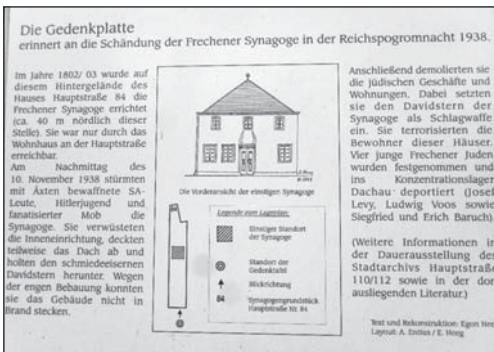 Die Gedenkplatte
erinnert an die Schändung der Frechener Synagoge in der Reichspogromnacht 1938.
Im Jahre 1802/ 03 wurde auf
diesem Hintergelände des
Hauses Hauptstraße 84 die
Frechener Synagoge errichtet
(ca. 40 m nördlich dieser
Stelle). Sie war nur durch das
Wohnhaus an der Hauptstraße
erreichbar.
Am Nachmittag des
10. November 1938 stürmten
mit Äxten bewaffnete SA-
Leute, Hitlerjugend und
fanatisierter Mob die
Synagoge. Sie verwüsteten
die Inneneinrichtung, deckten
teilweise das Dach ab und
holten den schmiedeeisernen
Davidstern herunter. Wegen
der engen Bebauung konnten
sie das Gebäude nicht in
Brand stecken.
Die Vorderansicht der einstigen Synagoge
Legende zum Lageplan:
Einstiger Standort
der Synagoge
Standort der
Gedenktafel
Blickrichtung
84 Synagogengrundstück
Hauptstraße Nr. 84
Anschließend demolierten sie
die jüdischen Geschäfte und
Wohnungen. Dabei setzten
sie den Davidstern der
Synagoge als Schlagwaffe
ein. Sie terrorisierten die
Bewohner dieser Häuser.
Vier junge Frechener Juden
wurden festgenommen und
ins Konzentrationslager
Dachau deportiert (Josef
Levy, Ludwig Voos sowie
Siegfried und Erich Baruch).
(Weitere Informationen in
der Dauerausstellung des
Stadtarchivs Hauptstraße
110/112 sowie in der dort
ausliegenden Literatur.)
Text und Rekonstruktion: Egon
Layout: A. Entius / E. Heeg